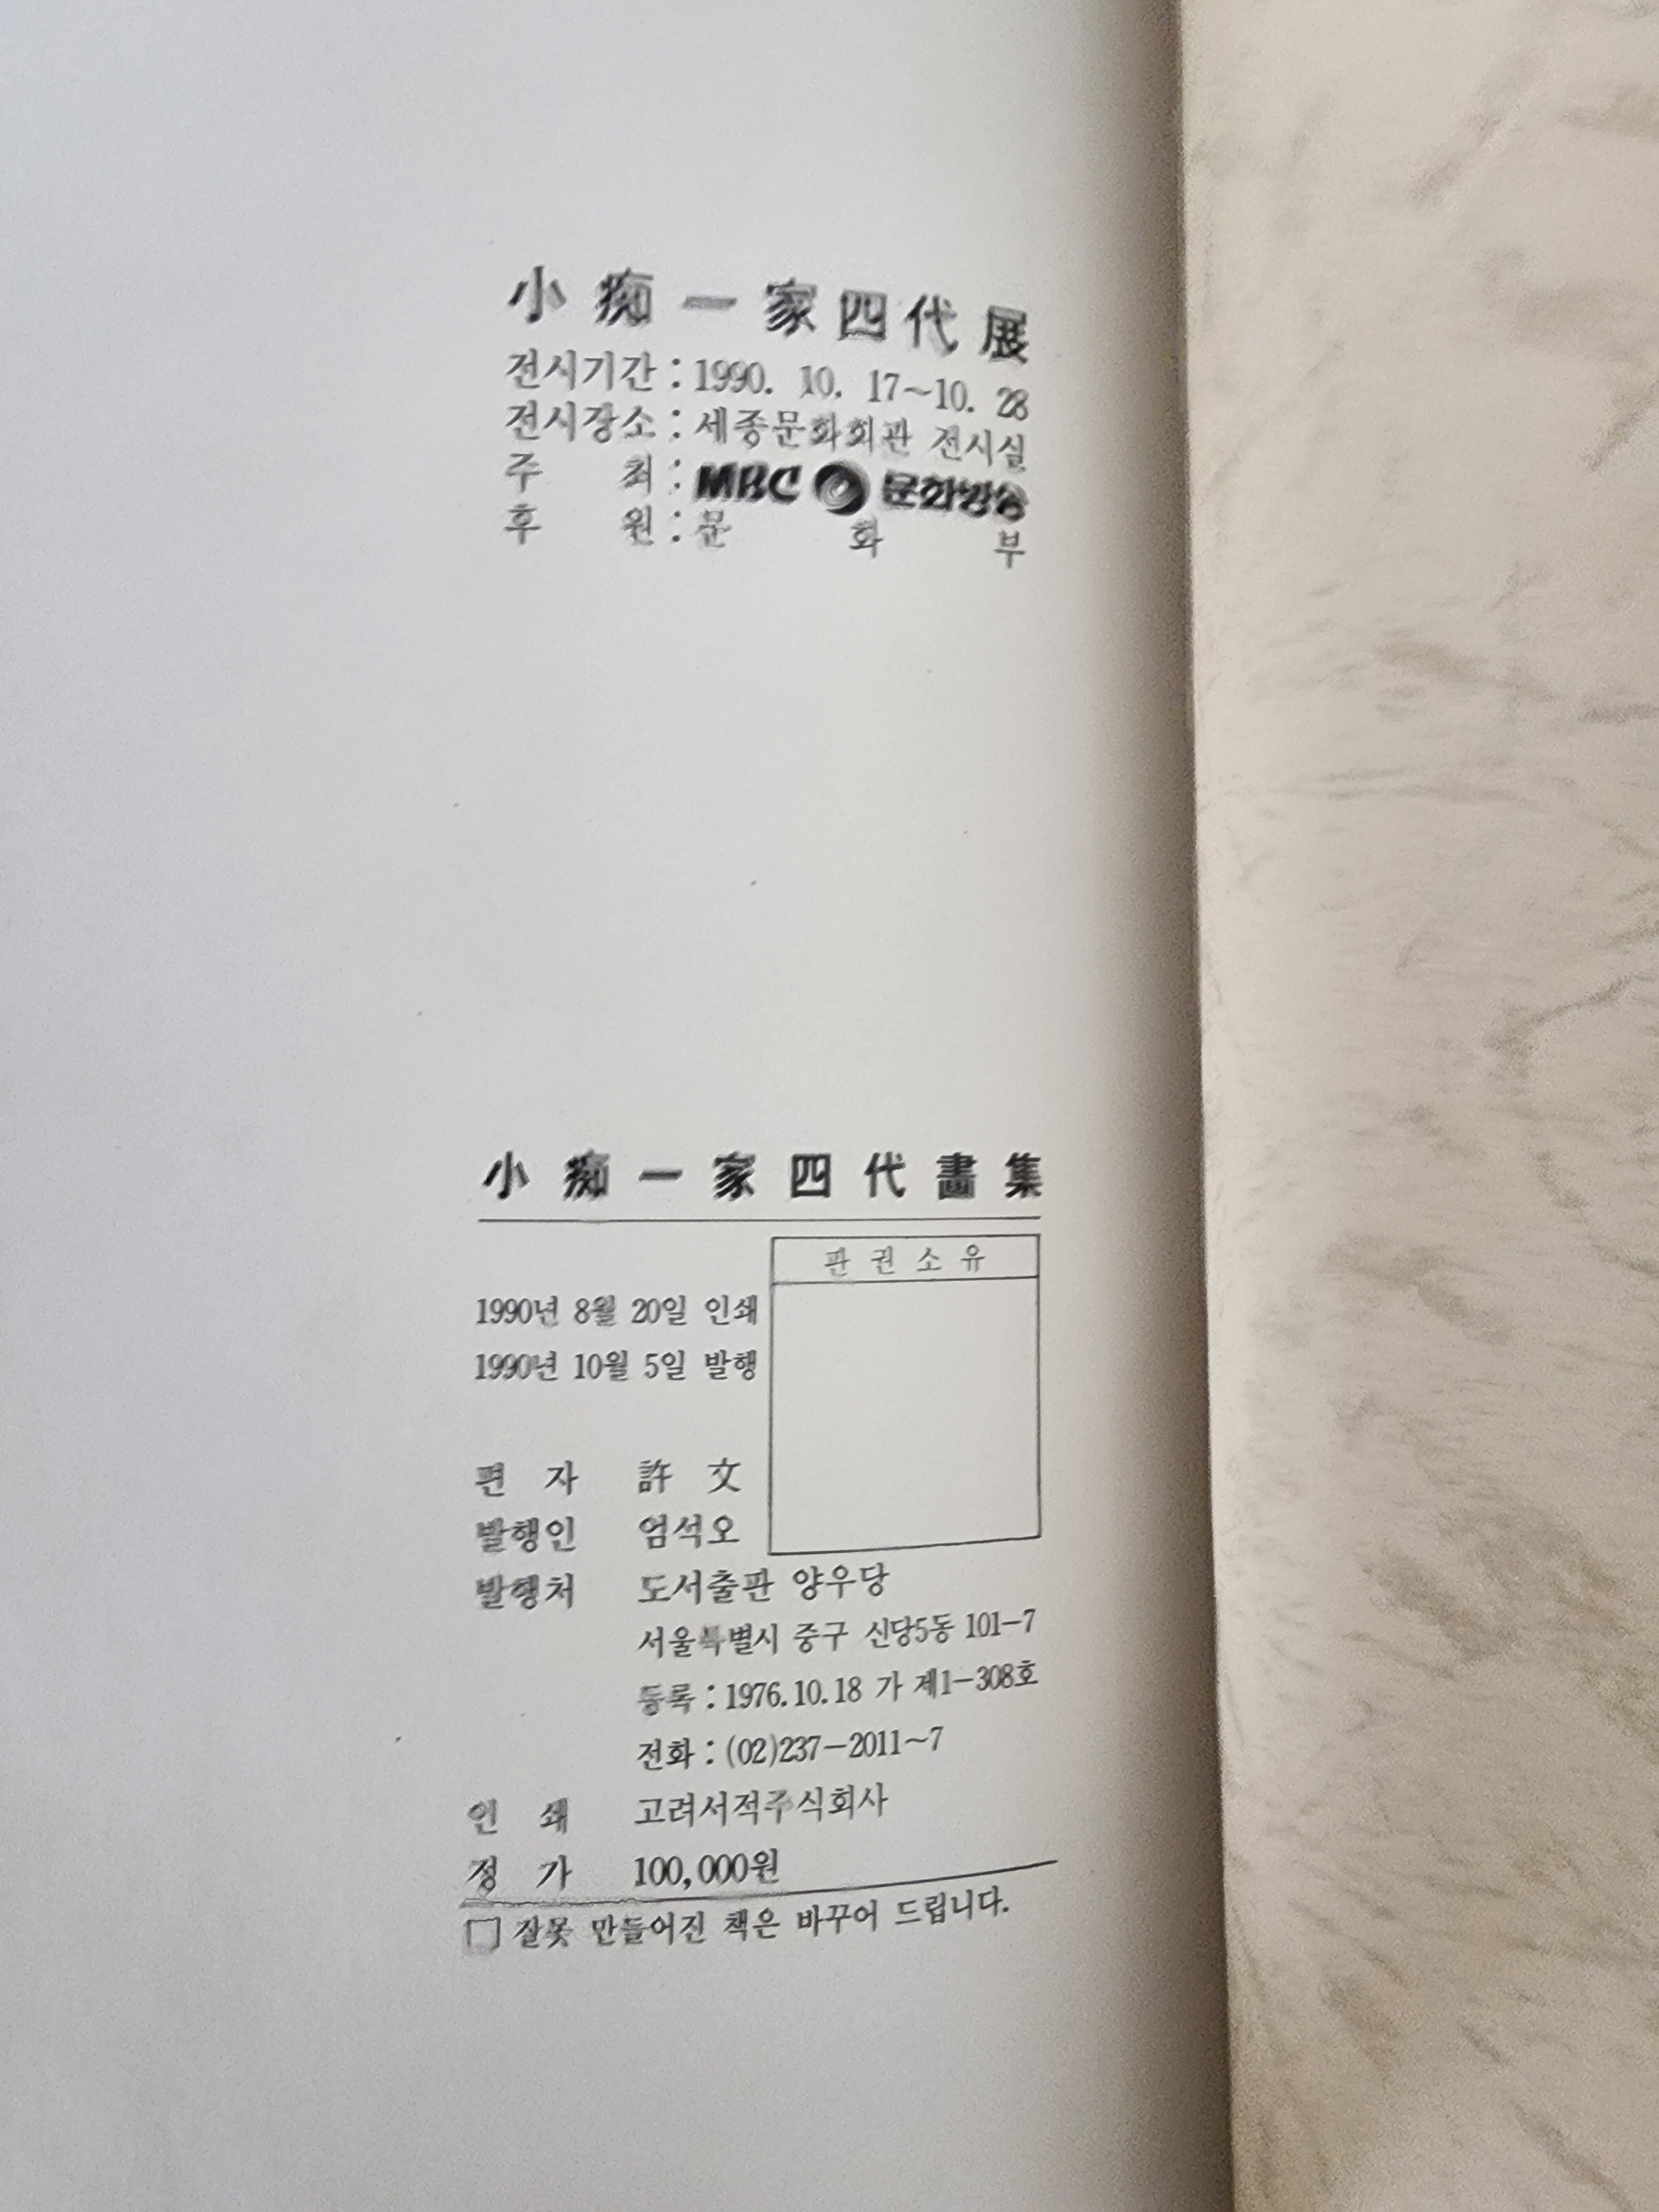 小痴一家四代展
전시기간 : 1990. 10. 17~10. 28
전시장소 : 세종문화회관 전시실
주 최 : MBC 문화방송
후 원 : 문 화 부
小痴一家四代畵集
판권소유
1990년 8월 20일 인쇄
1990년 10월 5일 발행
편 자 許 文
발행인 엄석오
발행처 도서출판 양우당
서울특별시 중구 신당5동 101-7
등록 : 1976. 10. 18 가 제1-308호
전화 : (02)237-2011~7
인 쇄 고려서적주식회사
정 가 100,000원
□ 잘못 만들어진 책은 바꾸어 드립니다.